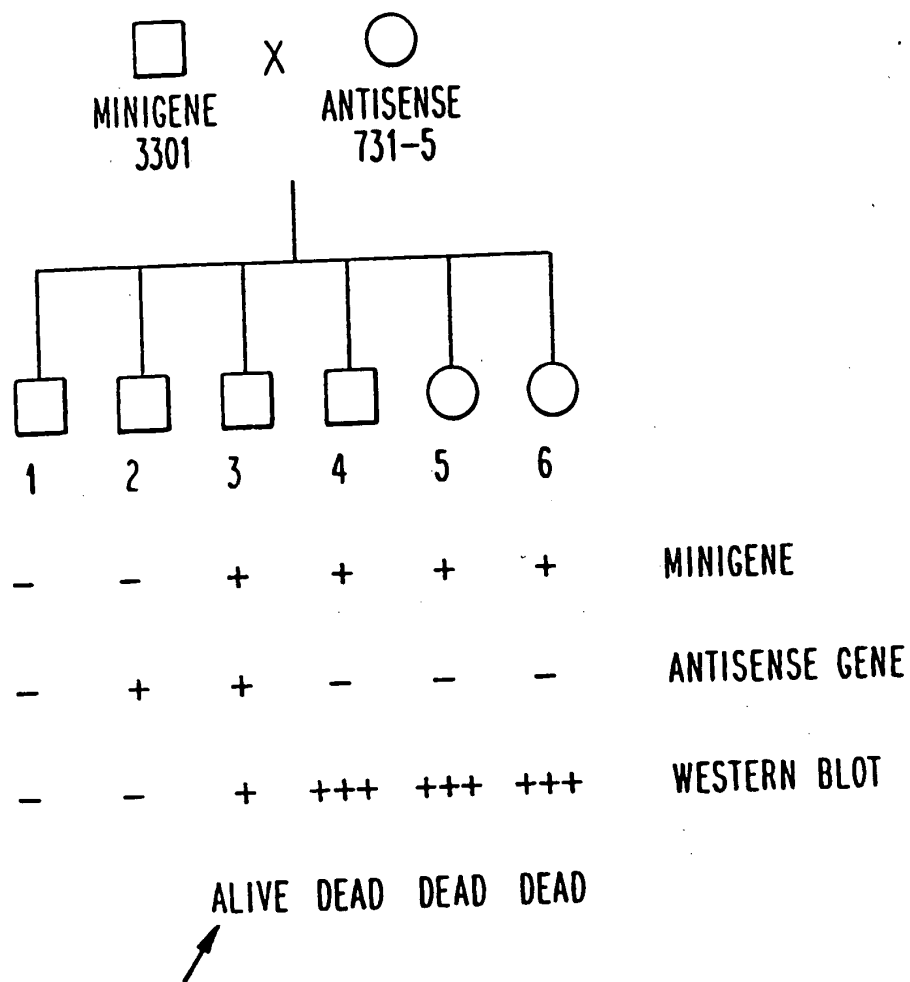 X
MINIGENE ANTISENSE
3301 731-5
1 2 3 4 5 6
- - + + + + MINIGENE
- + + - - - ANTISENSE GENE
- - + +++ +++ +++ WESTERN BLOT
ALIVE DEAD DEAD DEAD